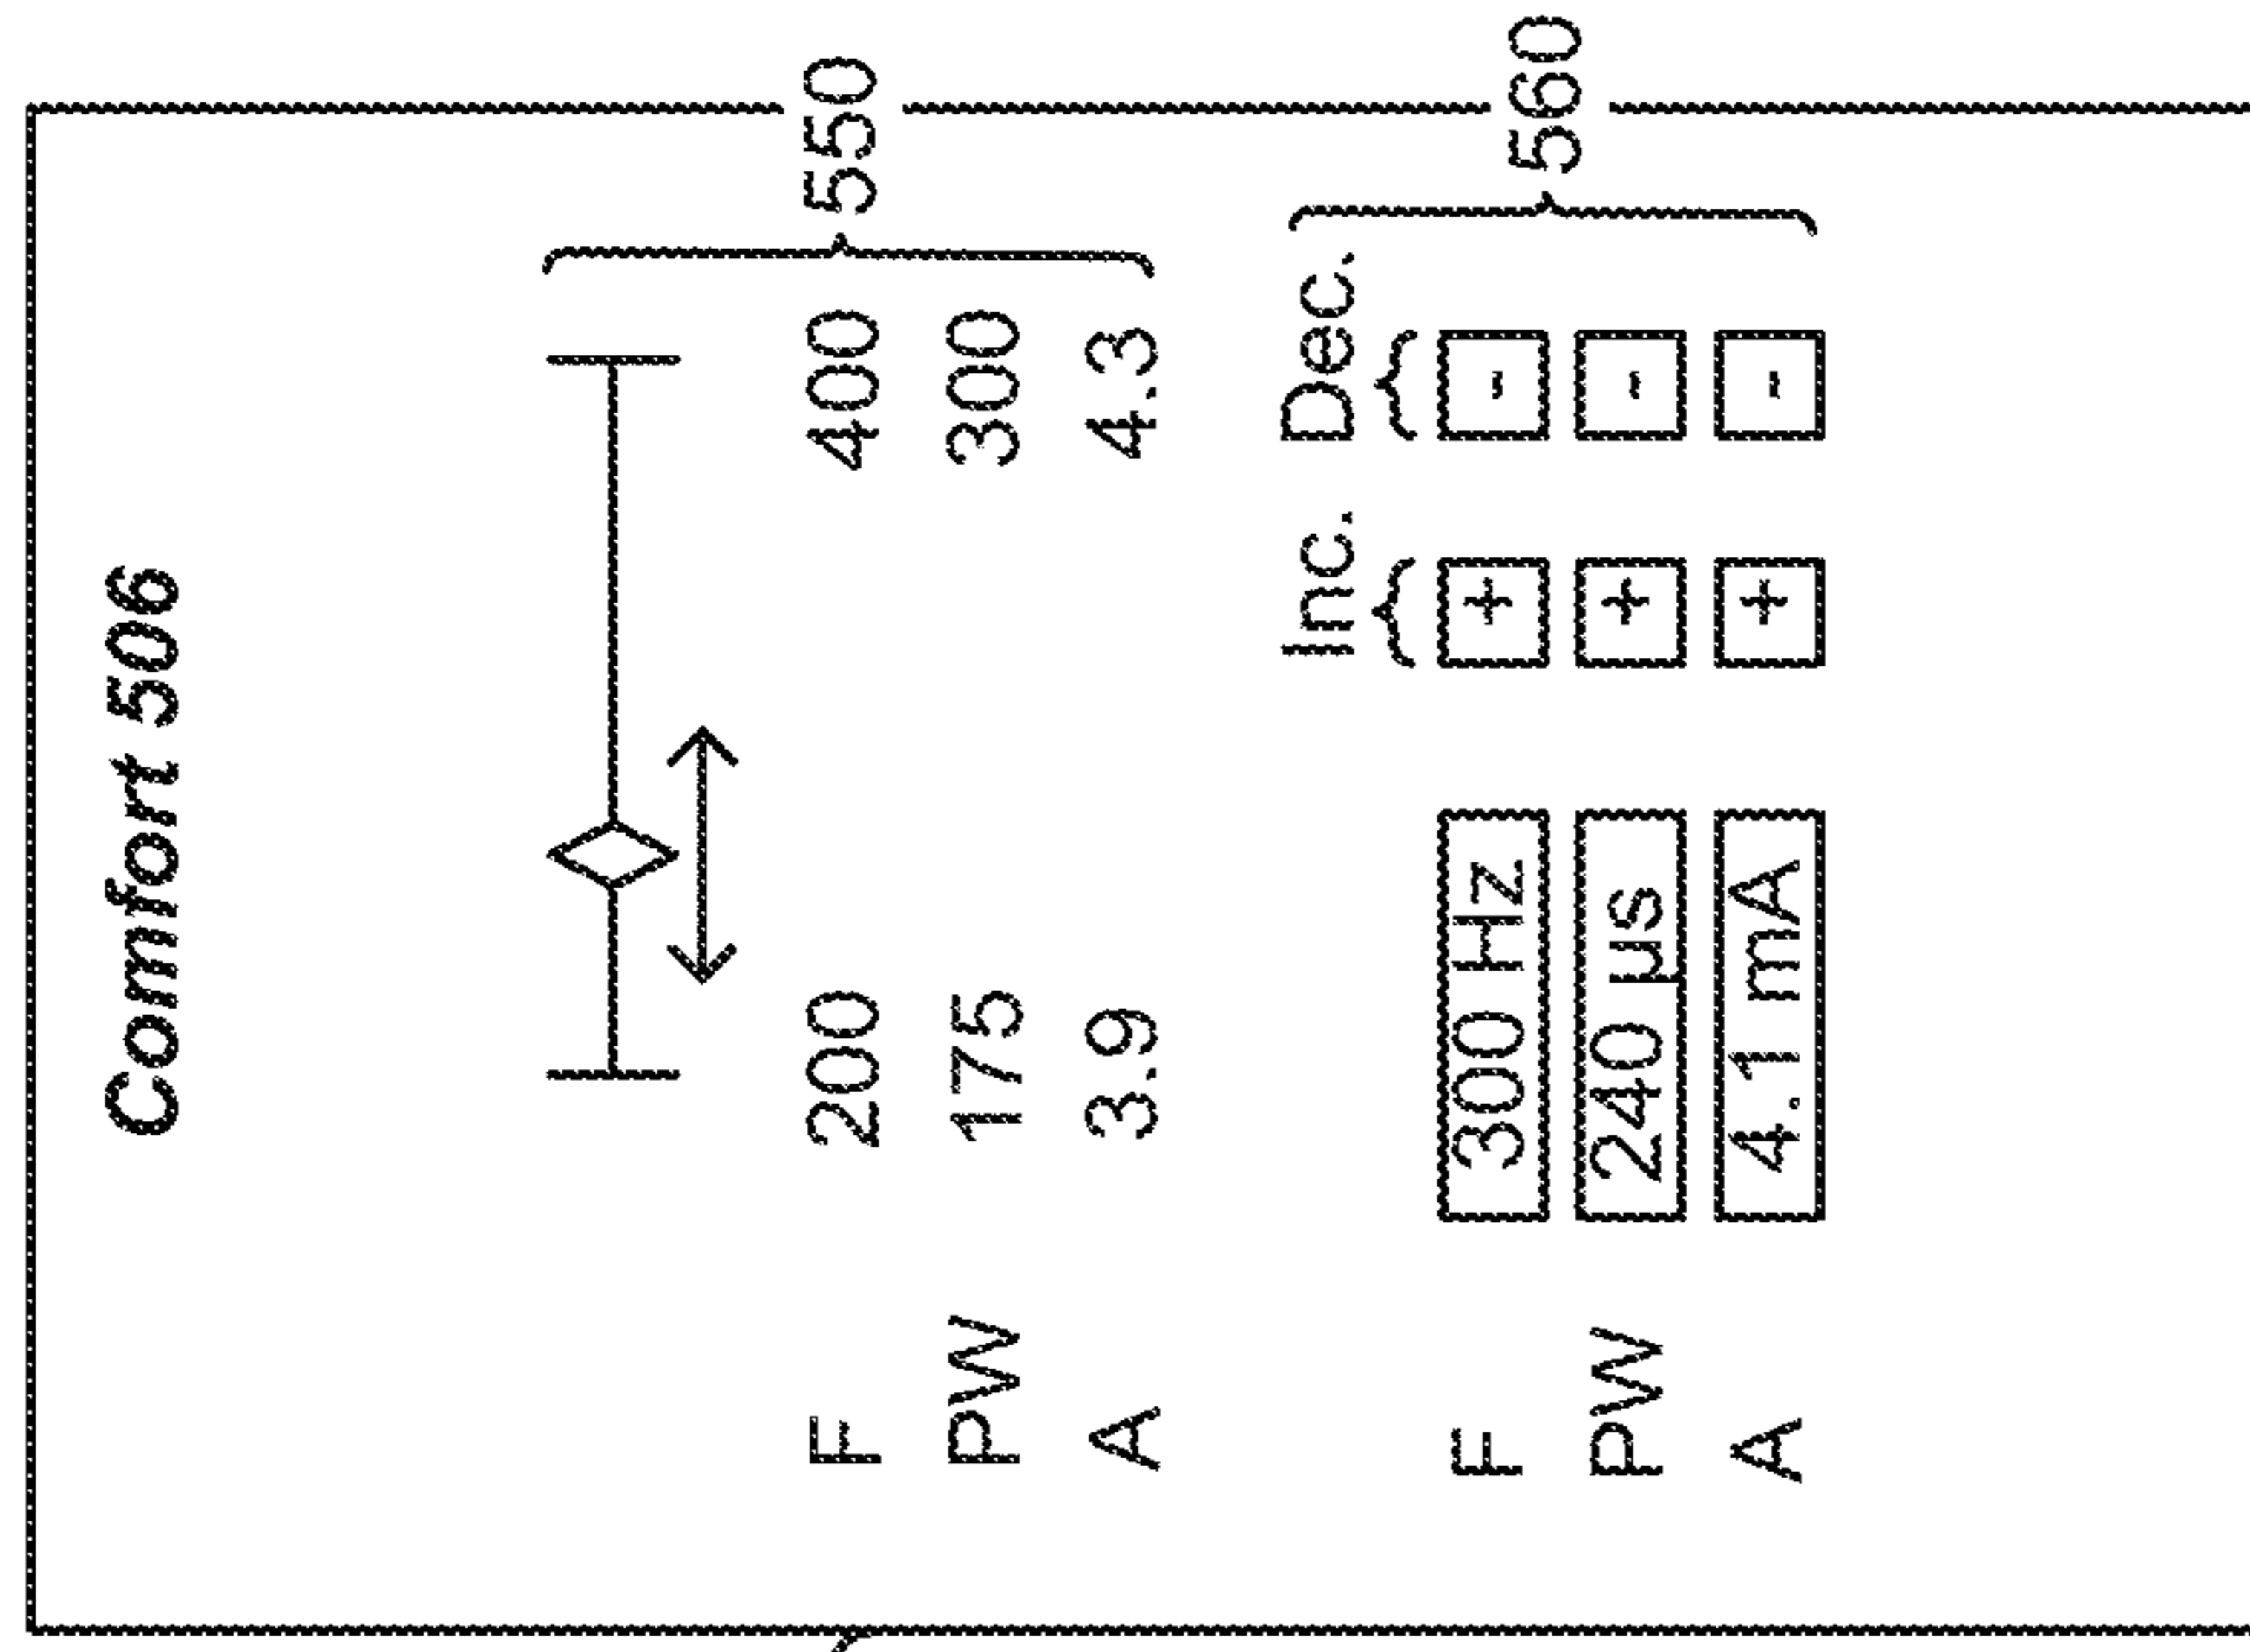 Comfort 506
F 200 400
PW 175 300
A 3.9 4.3
550
Inc. Dec.
F 300 Hz + -
PW 240 µs + -
A 4.1 mA + -
560